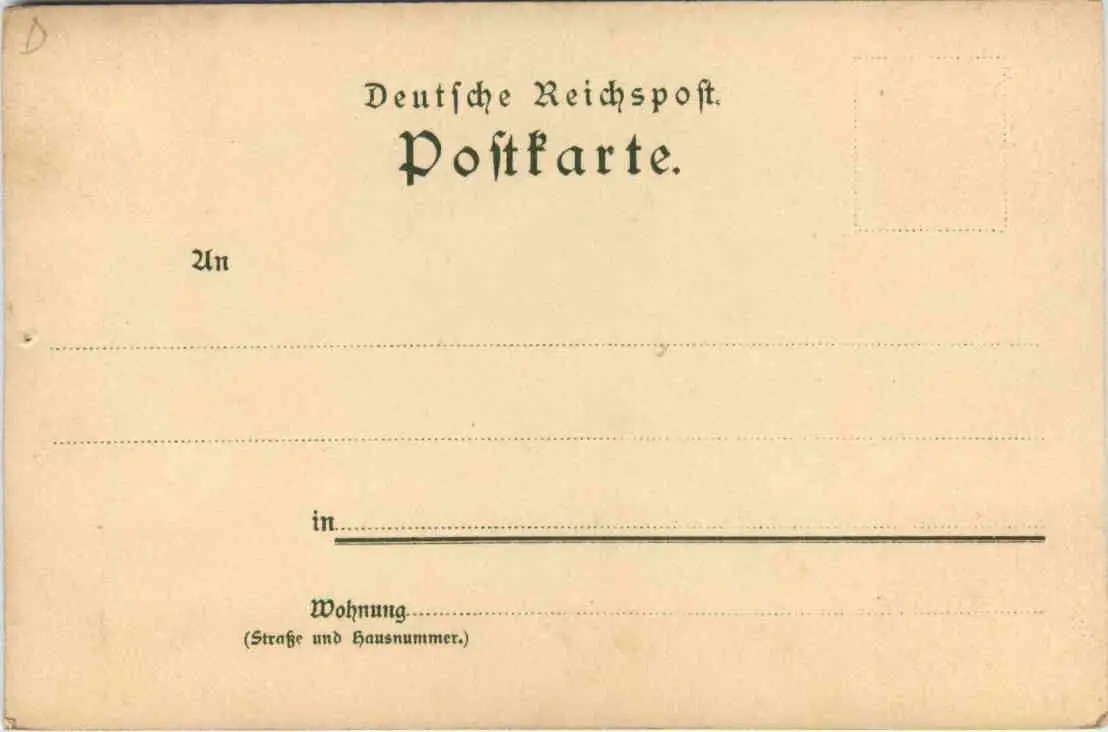 D
Deutſche Reichspoſt.
Poſtkarte.
An
in
Wohnung
(Straße und Hausnummer.)